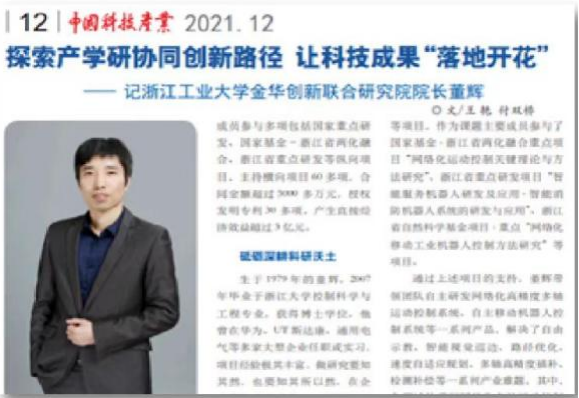 12 中国科技产业 2021.12
探索产学研协同创新路径 让科技成果“落地开花”
—— 记浙江工业大学金华创新联合研究院院长董辉
◎ 文/王艳 付双桥
成员参与多项包括国家重点研
发、国家基金-浙江省两化融
合、浙江省重点研发等纵向项
目、主持横向项目60多项，合
同金额超过3000多万元，授权
发明专利30多项，产生直接经
济效益超过3亿元。
砥砺深耕科研沃土
生于1979年的董辉，2007
年毕业于浙江大学控制科学与
工程专业，获得博士学位，他
曾在华为、UT斯达康、通用电
气等多家大型企业任职或实习，
项目经验极其丰富，做研究要知
其然，也要知其所以然，在企
等项目。作为课题主要成员参与了
国家基金-浙江省两化融合重点项
目“网络化运动控制关键理论与方
法研究”、浙江省重点研发项目“智
能服务机器人研发及应用-智能消
防机器人系统的研发与应用”、浙江
省自然科学基金项目-重点“网络化
移动工业机器人控制方法研究”等
项目。
通过上述项目的支持，董辉带
领团队自主研发网络化高精度多轴
运动控制系统、自主移动机器人控
制系统等一系列产品，解决了自由
示教、智能视觉巡边、路径优化、
速度自适应规划、多轴高精度插补、
检测补偿等一系列产业难题，其中，